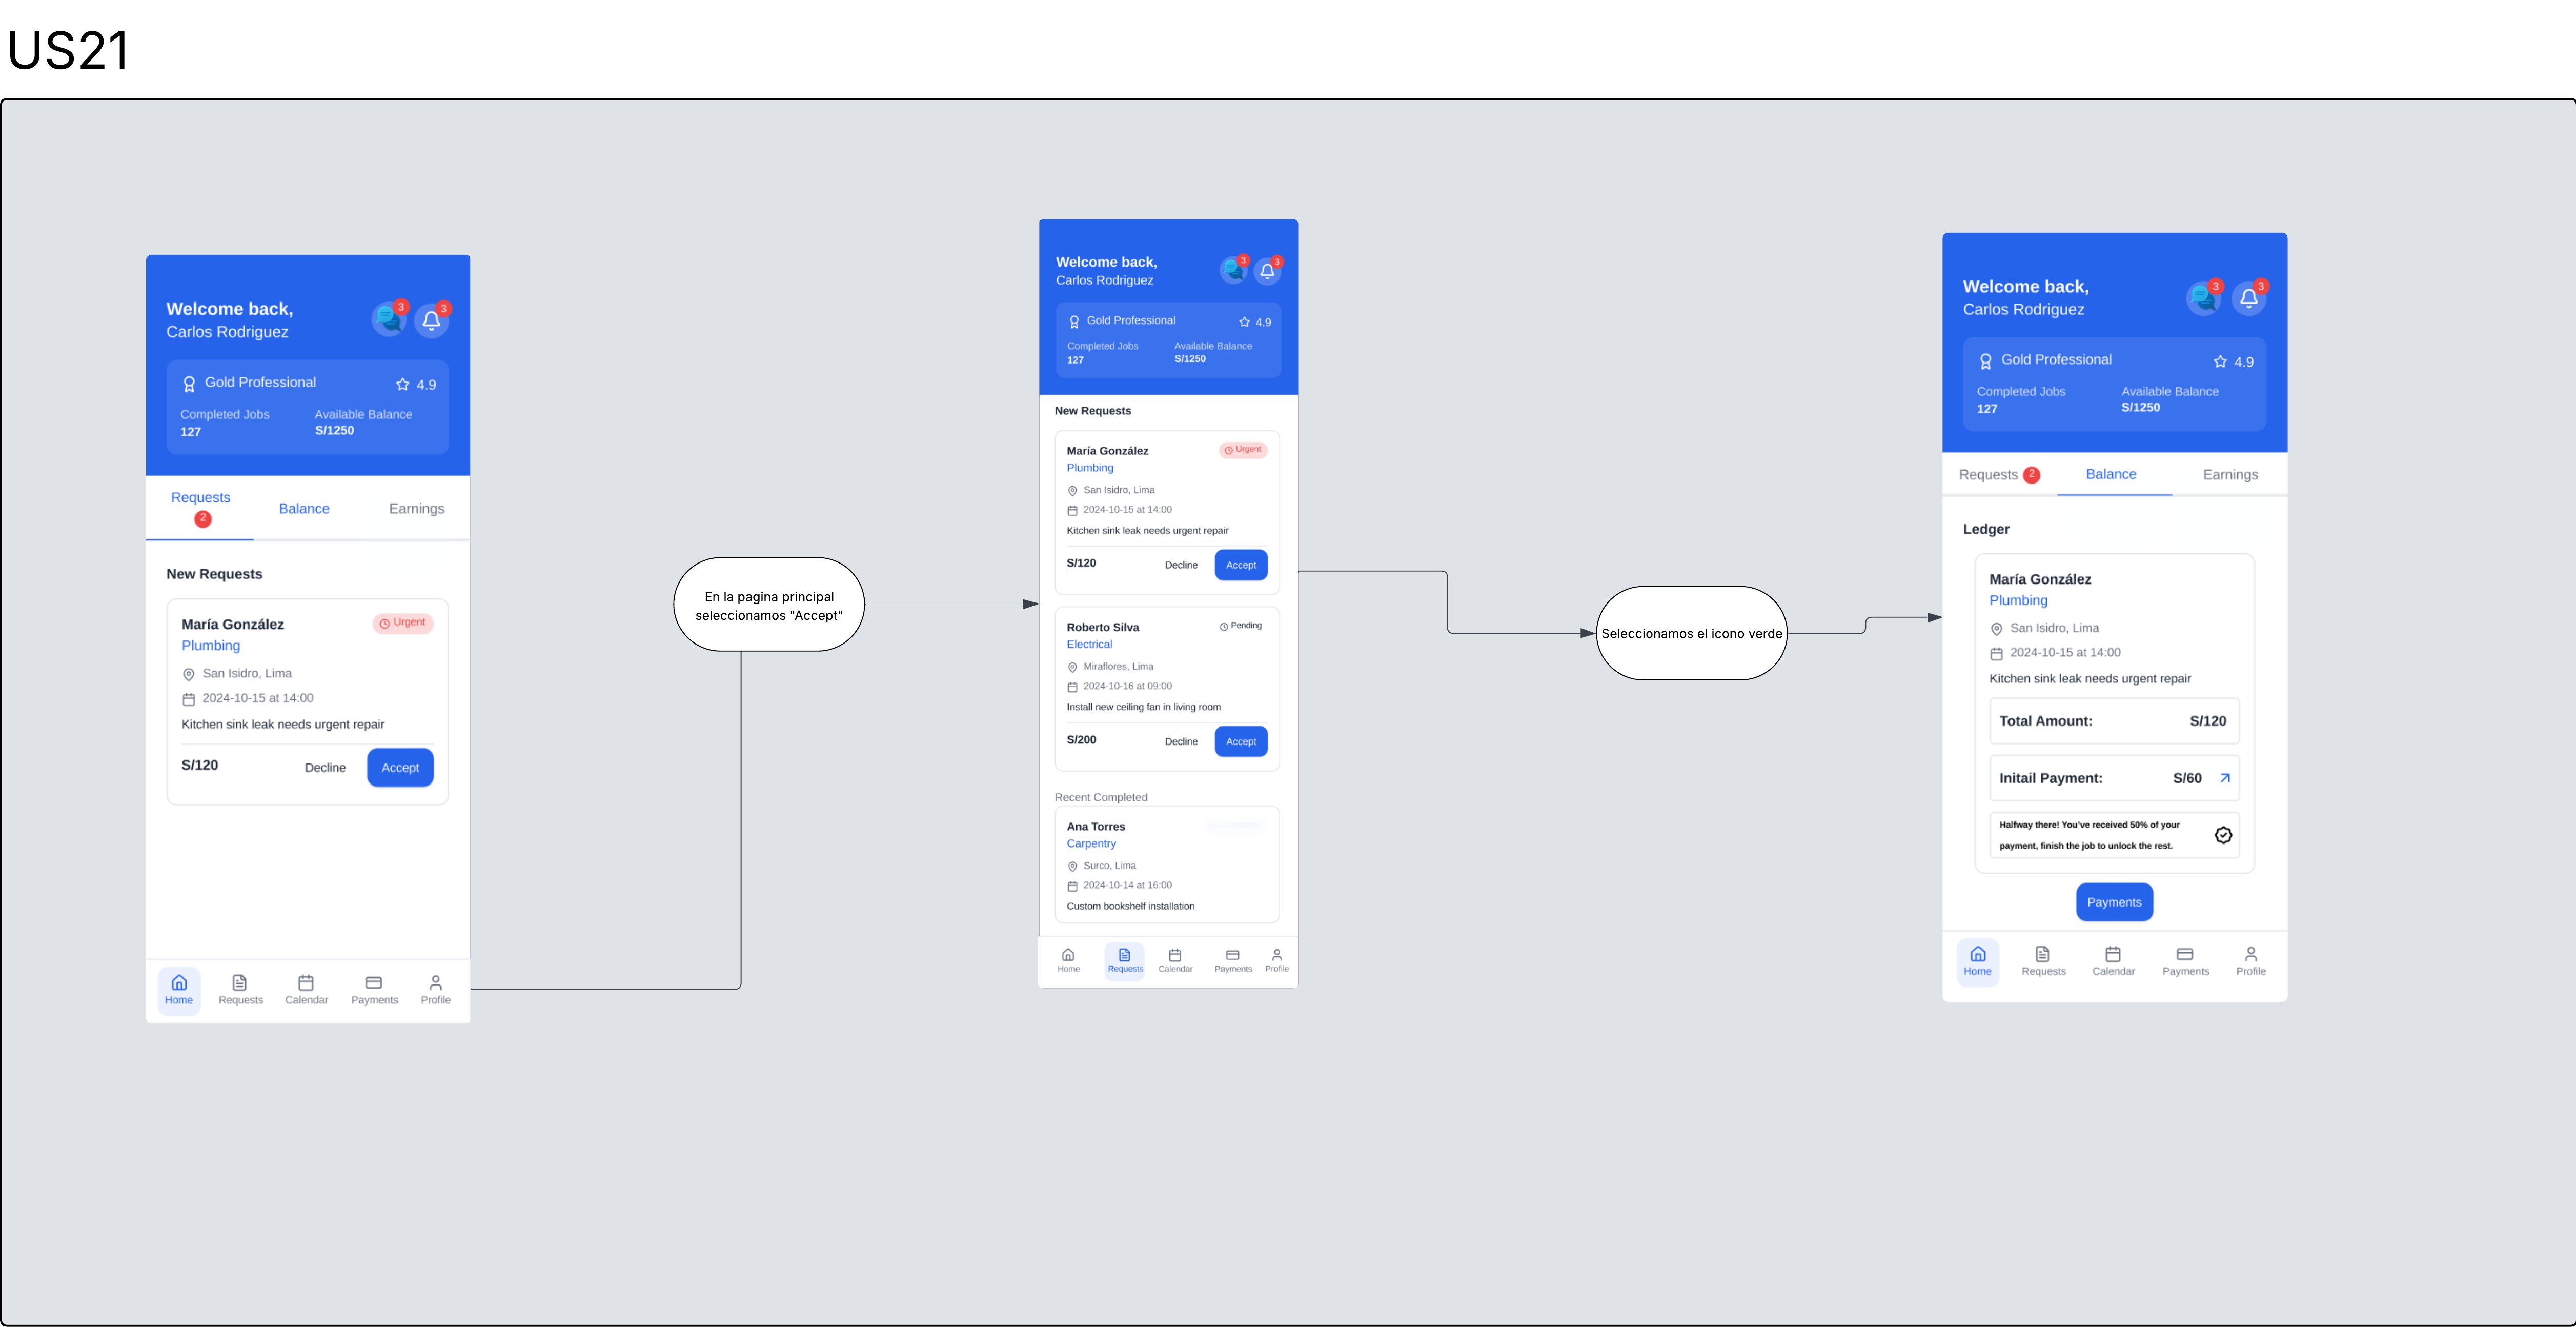 US21
Welcome back,
Carlos Rodriguez
3
3
Gold Professional
4.9
Completed Jobs
Available Balance
127
S/1250
Requests
2
Balance
Earnings
New Requests
María González
Urgent
Plumbing
San Isidro, Lima
2024-10-15 at 14:00
Kitchen sink leak needs urgent repair
S/120
Decline
Accept
Home
Requests
Calendar
Payments
Profile
En la pagina principal
seleccionamos "Accept"
Welcome back,
Carlos Rodriguez
3
3
Gold Professional
4.9
Completed Jobs
Available Balance
127
S/1250
New Requests
María González
Urgent
Plumbing
San Isidro, Lima
2024-10-15 at 14:00
Kitchen sink leak needs urgent repair
S/120
Decline
Accept
Roberto Silva
Pending
Electrical
Miraflores, Lima
2024-10-16 at 09:00
Install new ceiling fan in living room
S/200
Decline
Accept
Recent Completed
Ana Torres
Carpentry
Surco, Lima
2024-10-14 at 16:00
Custom bookshelf installation
Home
Requests
Calendar
Payments
Profile
Seleccionamos el icono verde
Welcome back,
Carlos Rodriguez
3
3
Gold Professional
4.9
Completed Jobs
Available Balance
127
S/1250
Requests
2
Balance
Earnings
Ledger
María González
Plumbing
San Isidro, Lima
2024-10-15 at 14:00
Kitchen sink leak needs urgent repair
Total Amount:
S/120
Initail Payment:
S/60
Halfway there! You've received 50% of your
payment, finish the job to unlock the rest.
Payments
Home
Requests
Calendar
Payments
Profile